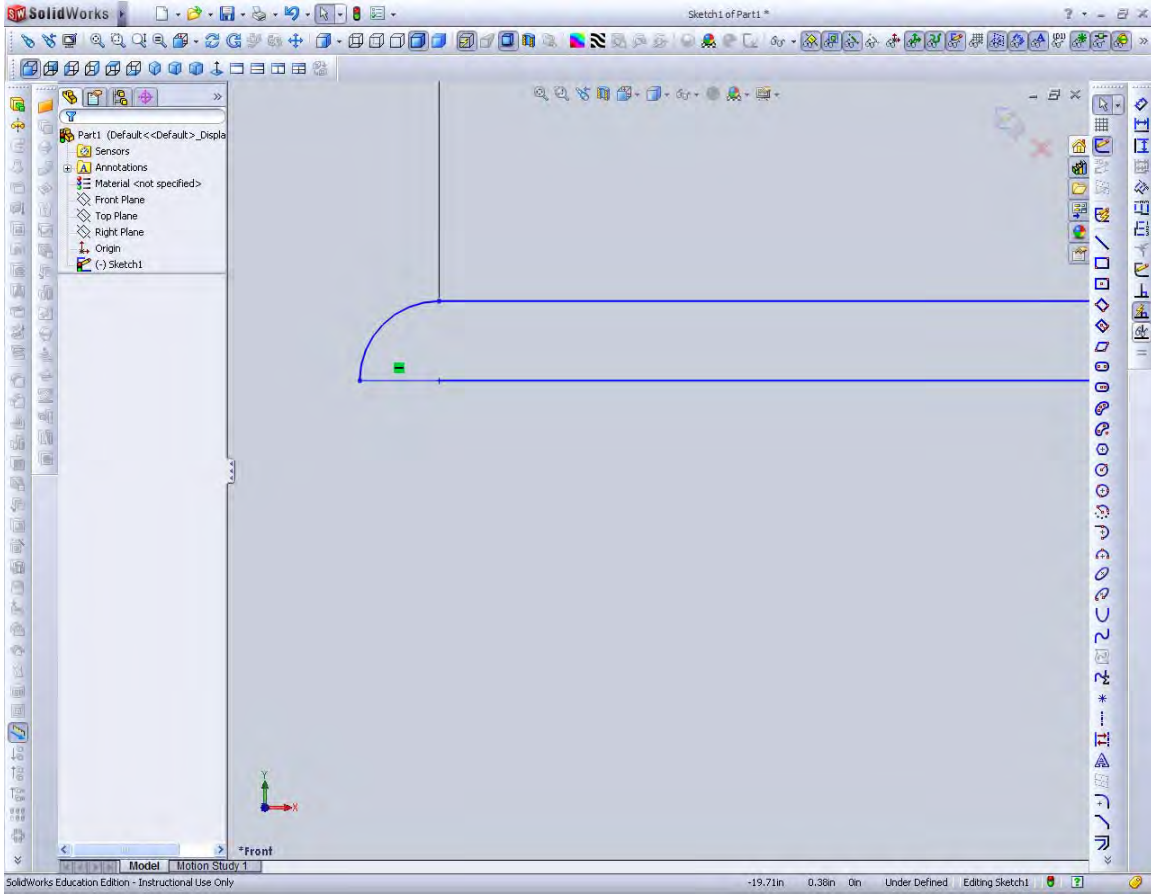 SolidWorks
Sketch1 of Part1 *
Part1 (Default<<Default>_Displa
Sensors
A Annotations
Material <not specified>
Front Plane
Top Plane
Right Plane
Origin
(-) Sketch1
Y
X
*Front
Model Motion Study 1
SolidWorks Education Edition - Instructional Use Only -19.71in 0.38in 0in Under Defined Editing Sketch1